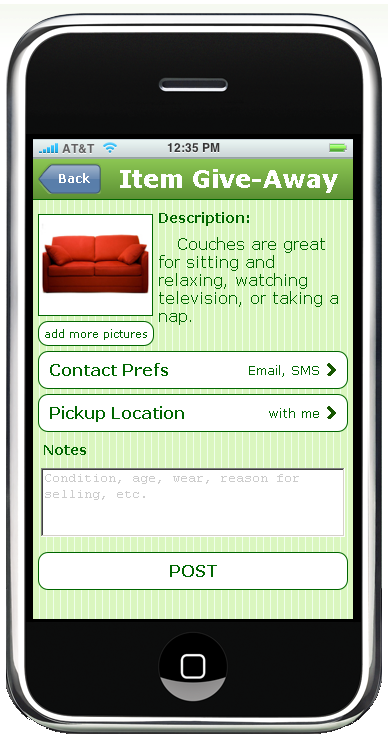 AT&T 12:35 PM
Back Item Give-Away
Description:
Couches are great
for sitting and
relaxing, watching
television, or taking a
nap.
add more pictures
Contact Prefs Email, SMS
Pickup Location with me
Notes
Condition, age, wear, reason for
selling, etc.
POST